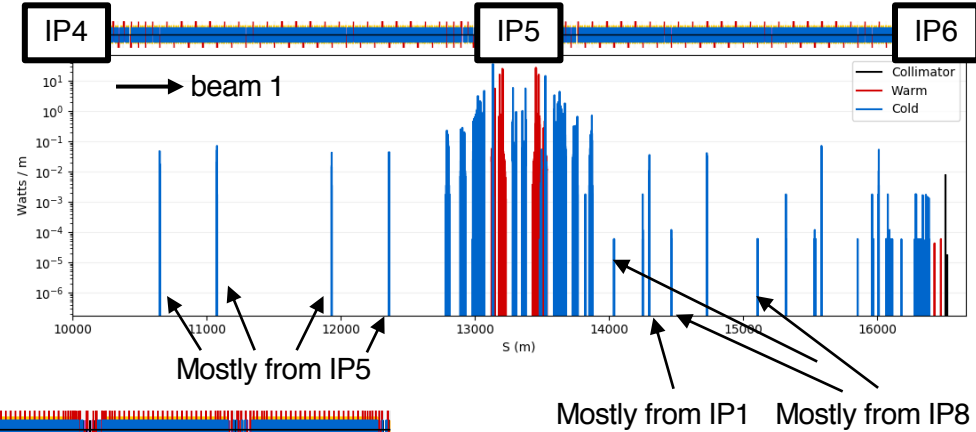 IP4 IP5 IP6
beam 1
Collimator
Warm
Cold
Watts / m
10¹
10⁰
10⁻¹
10⁻²
10⁻³
10⁻⁴
10⁻⁵
10⁻⁶
10000 11000 12000 13000 14000 15000 16000
S (m)
Mostly from IP5
Mostly from IP1 Mostly from IP8